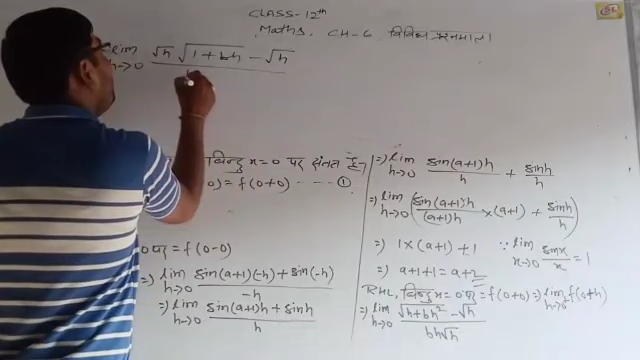 CLASS-12th
Maths CH-6 विविध प्रश्नमाला
lim h→0 (√h √(1+bh) - √h)
बिन्दु x=0 पर संतत है
0) = f(0+0) ----- ①
0 पर = f(0-0)
⇒ lim h→0 (sin(a+1)(-h) + sin(-h))/(-h)
⇒ lim h→0 (sin(a+1)h + sinh)/h
⇒ lim h→0 sin(a+1)h/h + sinh/h
⇒ lim h→0 (sin(a+1)h/(a+1)h × (a+1) + sinh/h)
⇒ 1×(a+1)+1 ∵ lim x→0 sinx/x = 1
⇒ a+1+1 = a+2
RHL, बिन्दु x=0 पर = f(0+0) ⇒ lim h→0 f(0+h)
⇒ lim h→0 (√(h+bh²) - √h)/(bh√h)